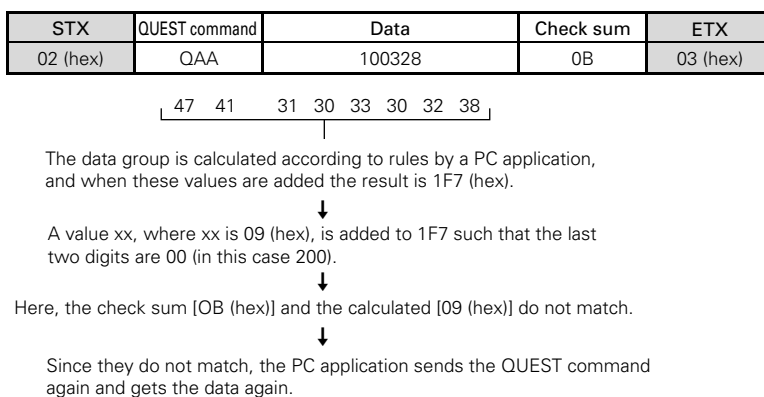 STX QUEST command Data Check sum ETX
02 (hex) QAA 100328 0B 03 (hex)
47 41 31 30 33 30 32 38
The data group is calculated according to rules by a PC application,
and when these values are added the result is 1F7 (hex).
A value xx, where xx is 09 (hex), is added to 1F7 such that the last
two digits are 00 (in this case 200).
Here, the check sum [OB (hex)] and the calculated [09 (hex)] do not match.
Since they do not match, the PC application sends the QUEST command
again and gets the data again.